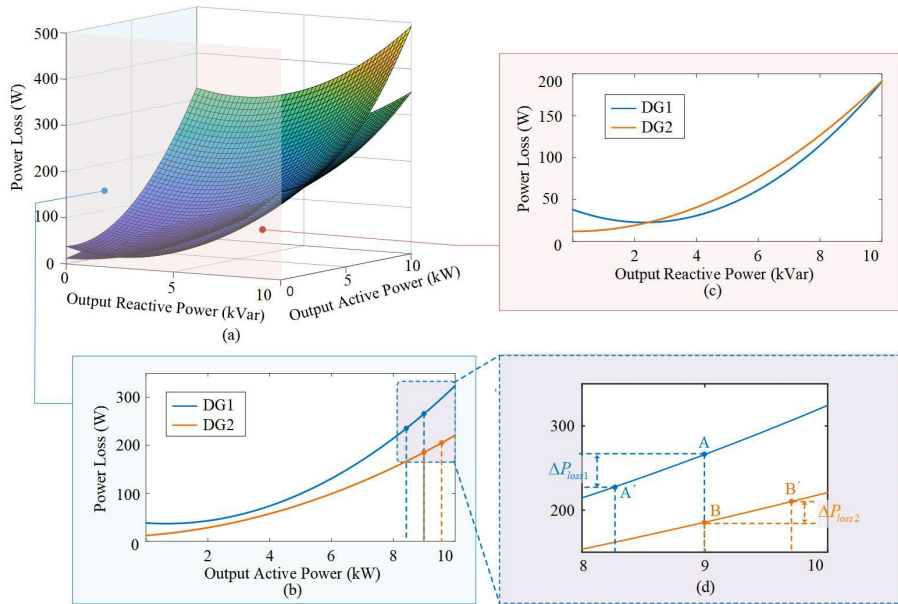 500
400
300
200
100
0
Power Loss (W)
0
5
10
Output Reactive Power (kVar)
0
5
10
Output Active Power (kW)
(a)
200
150
100
50
0
Power Loss (W)
DG1
DG2
0
2
4
6
8
10
Output Reactive Power (kVar)
(c)
300
200
100
0
Power Loss (W)
DG1
DG2
2
4
6
8
10
Output Active Power (kW)
(b)
300
200
ΔP_loss1
A
A'
B
B'
ΔP_loss2
8
9
10
(d)